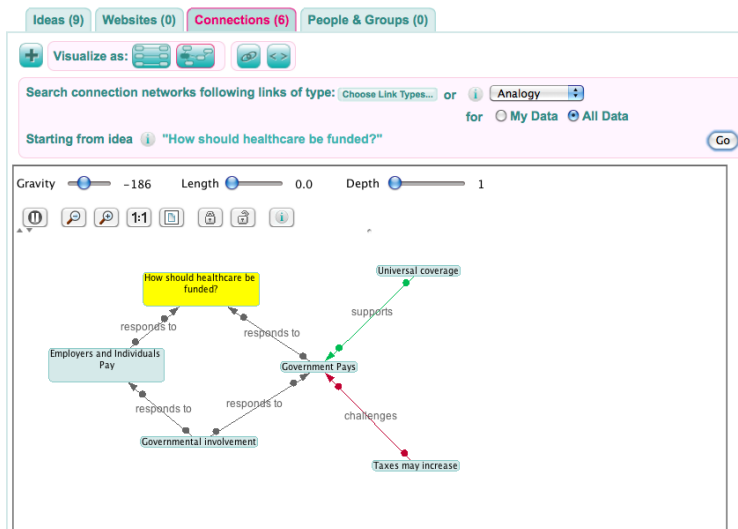 Ideas (9) Websites (0) Connections (6) People & Groups (0)
Visualize as:
Search connection networks following links of type: Choose Link Types... or i Analogy
for My Data All Data
Starting from idea i "How should healthcare be funded?" Go
Gravity -186 Length 0.0 Depth 1
1:1 i
How should healthcare be
funded?
Universal coverage
supports
responds to
responds to
Employers and Individuals
Pay
Government Pays
responds to
responds to
challenges
Governmental involvement
Taxes may increase